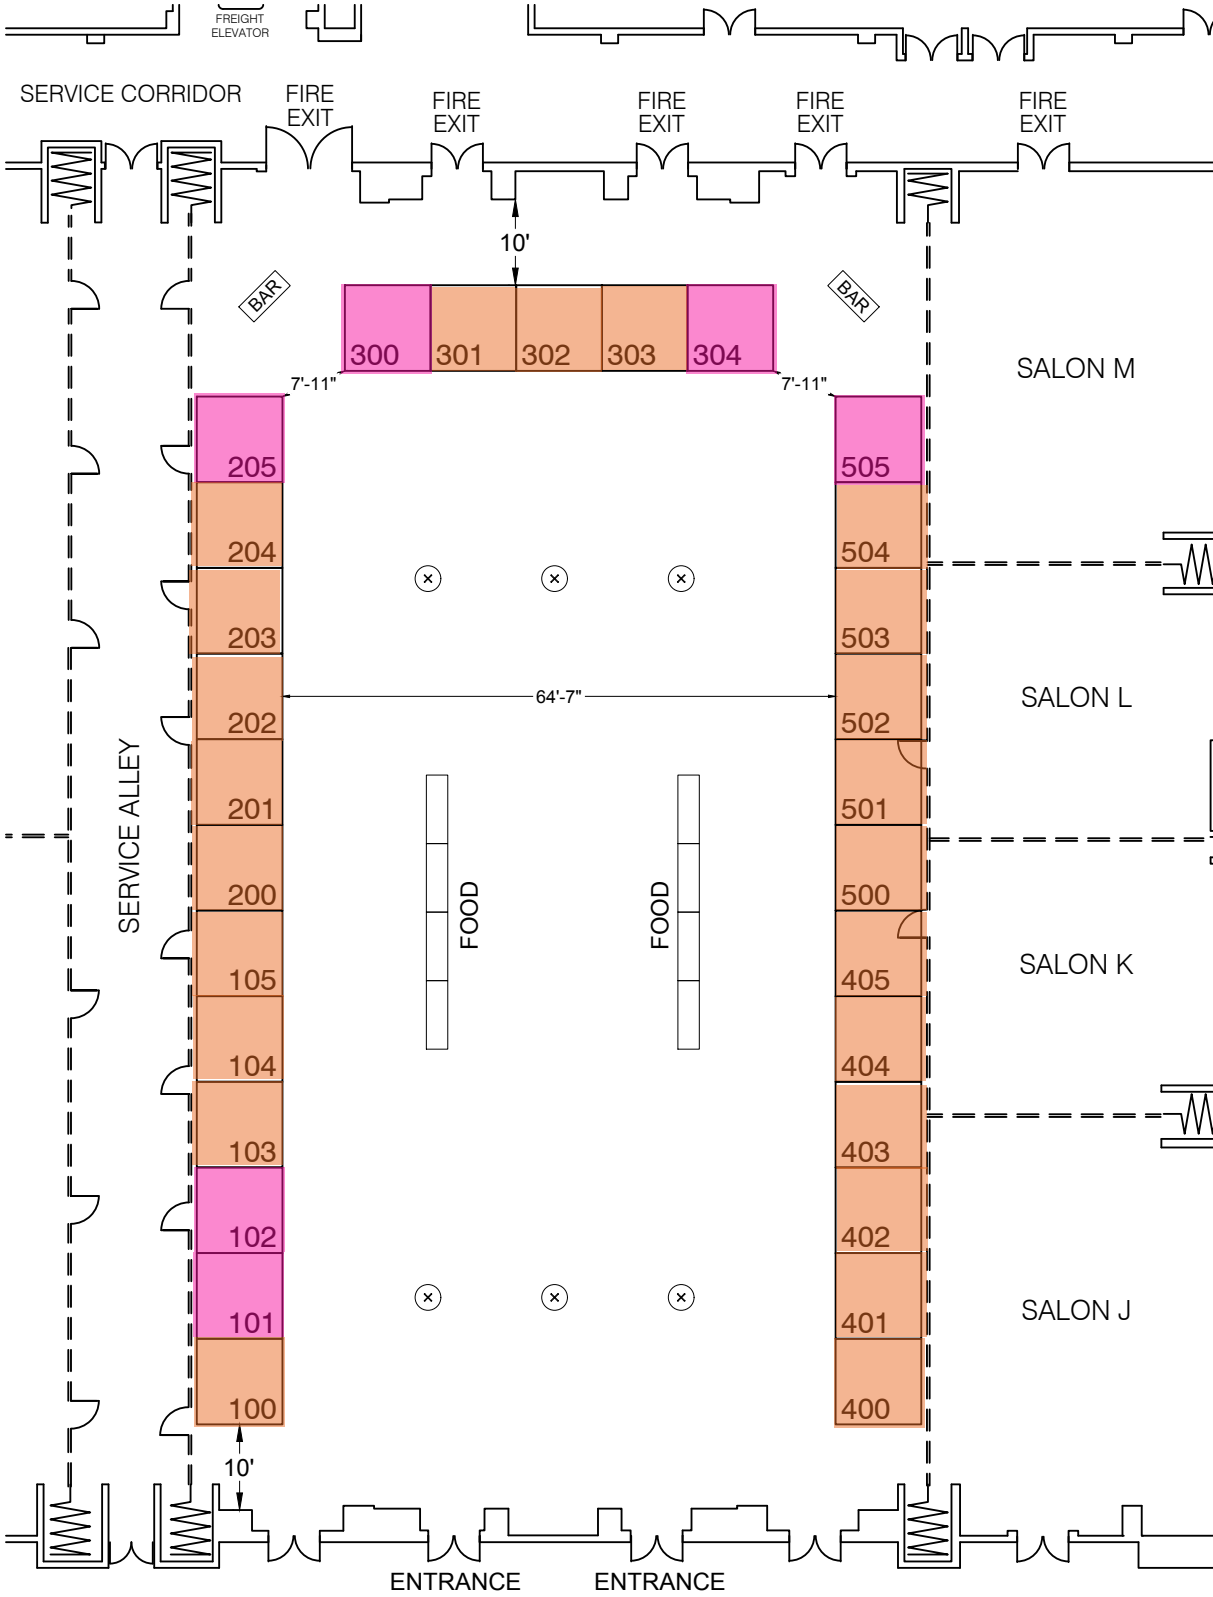 FREIGHT
ELEVATOR
SERVICE CORRIDOR
FIRE
EXIT
FIRE
EXIT
FIRE
EXIT
FIRE
EXIT
FIRE
EXIT
10'
BAR
BAR
300
301
302
303
304
SALON M
7'-11"
7'-11"
205
505
204
504
203
503
64'-7"
SALON L
202
502
SERVICE ALLEY
201
501
200
500
FOOD
FOOD
105
405
SALON K
104
404
103
403
102
402
101
401
SALON J
100
400
10'
ENTRANCE
ENTRANCE